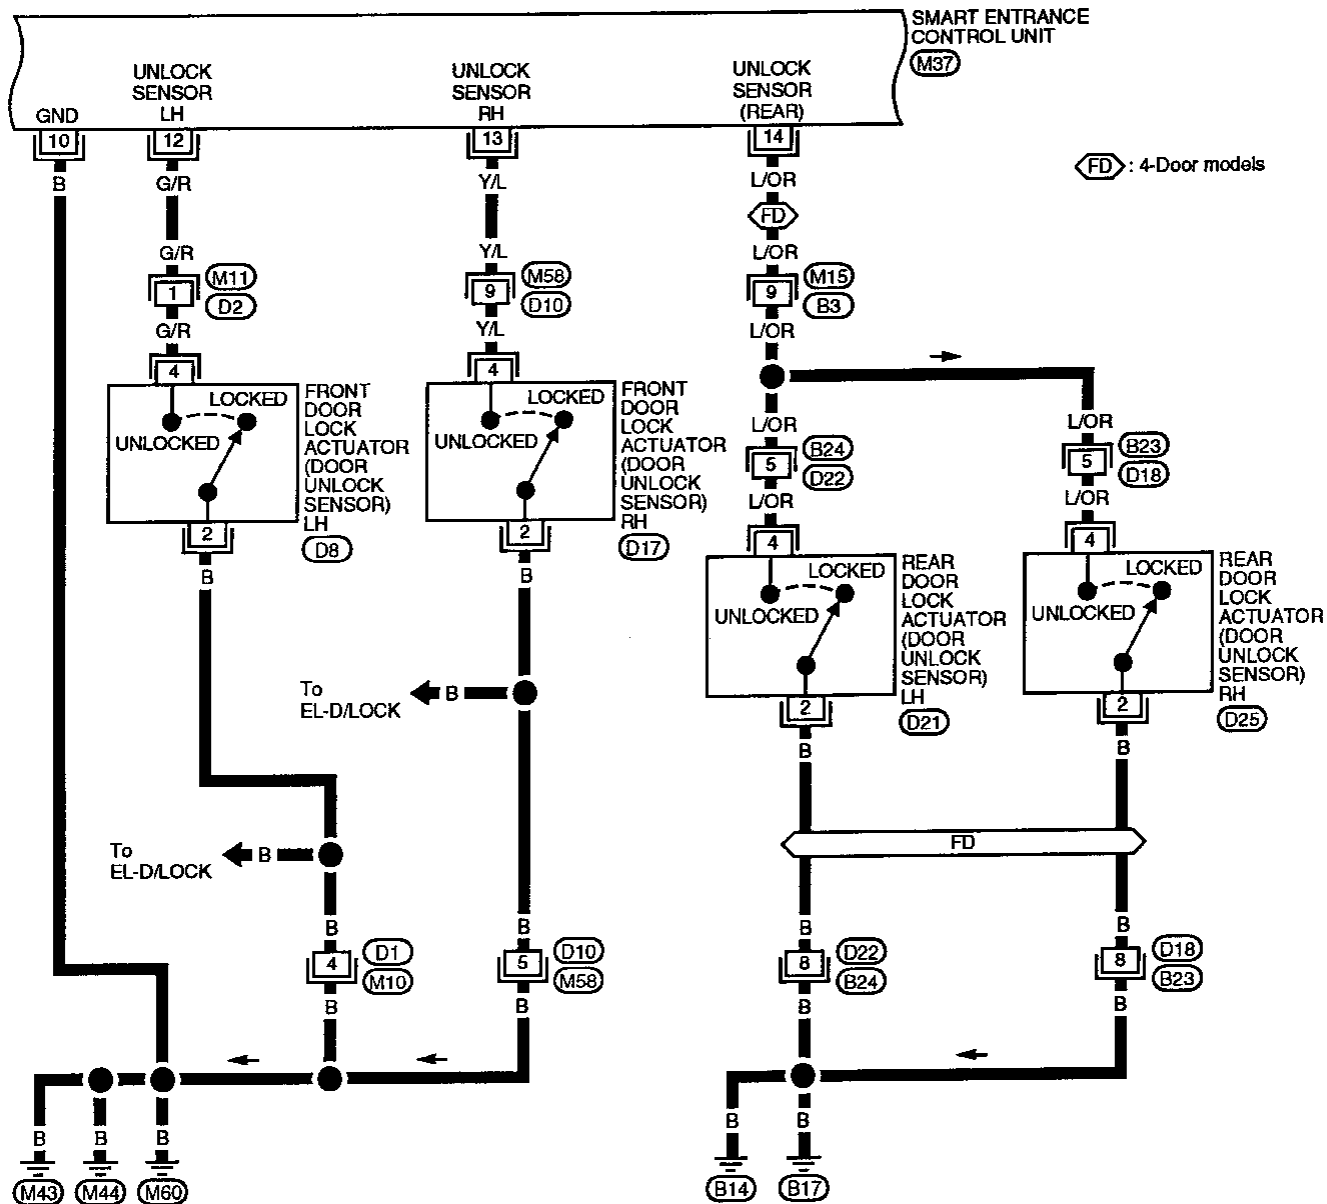 SMART ENTRANCE
CONTROL UNIT
M37
UNLOCK
SENSOR
LH
UNLOCK
SENSOR
RH
UNLOCK
SENSOR
(REAR)
GND
10
12
13
14
B
G/R
Y/L
L/OR
FD
FD : 4-Door models
G/R
Y/L
L/OR
1
M11
D2
9
M58
D10
9
M15
B3
G/R
Y/L
L/OR
4
LOCKED
UNLOCKED
FRONT
DOOR
LOCK
ACTUATOR
(DOOR
UNLOCK
SENSOR)
LH
D8
2
B
4
LOCKED
UNLOCKED
FRONT
DOOR
LOCK
ACTUATOR
(DOOR
UNLOCK
SENSOR)
RH
D17
2
B
L/OR
5
B24
D22
L/OR
L/OR
5
B23
D18
L/OR
4
LOCKED
UNLOCKED
REAR
DOOR
LOCK
ACTUATOR
(DOOR
UNLOCK
SENSOR)
LH
D21
2
B
4
LOCKED
UNLOCKED
REAR
DOOR
LOCK
ACTUATOR
(DOOR
UNLOCK
SENSOR)
RH
D25
2
B
To
EL-D/LOCK
B
To
EL-D/LOCK
B
FD
B
4
D1
M10
B
B
5
D10
M58
B
B
8
D22
B24
B
B
8
D18
B23
B
B
B
B
B
B
M43
M44
M60
B14
B17